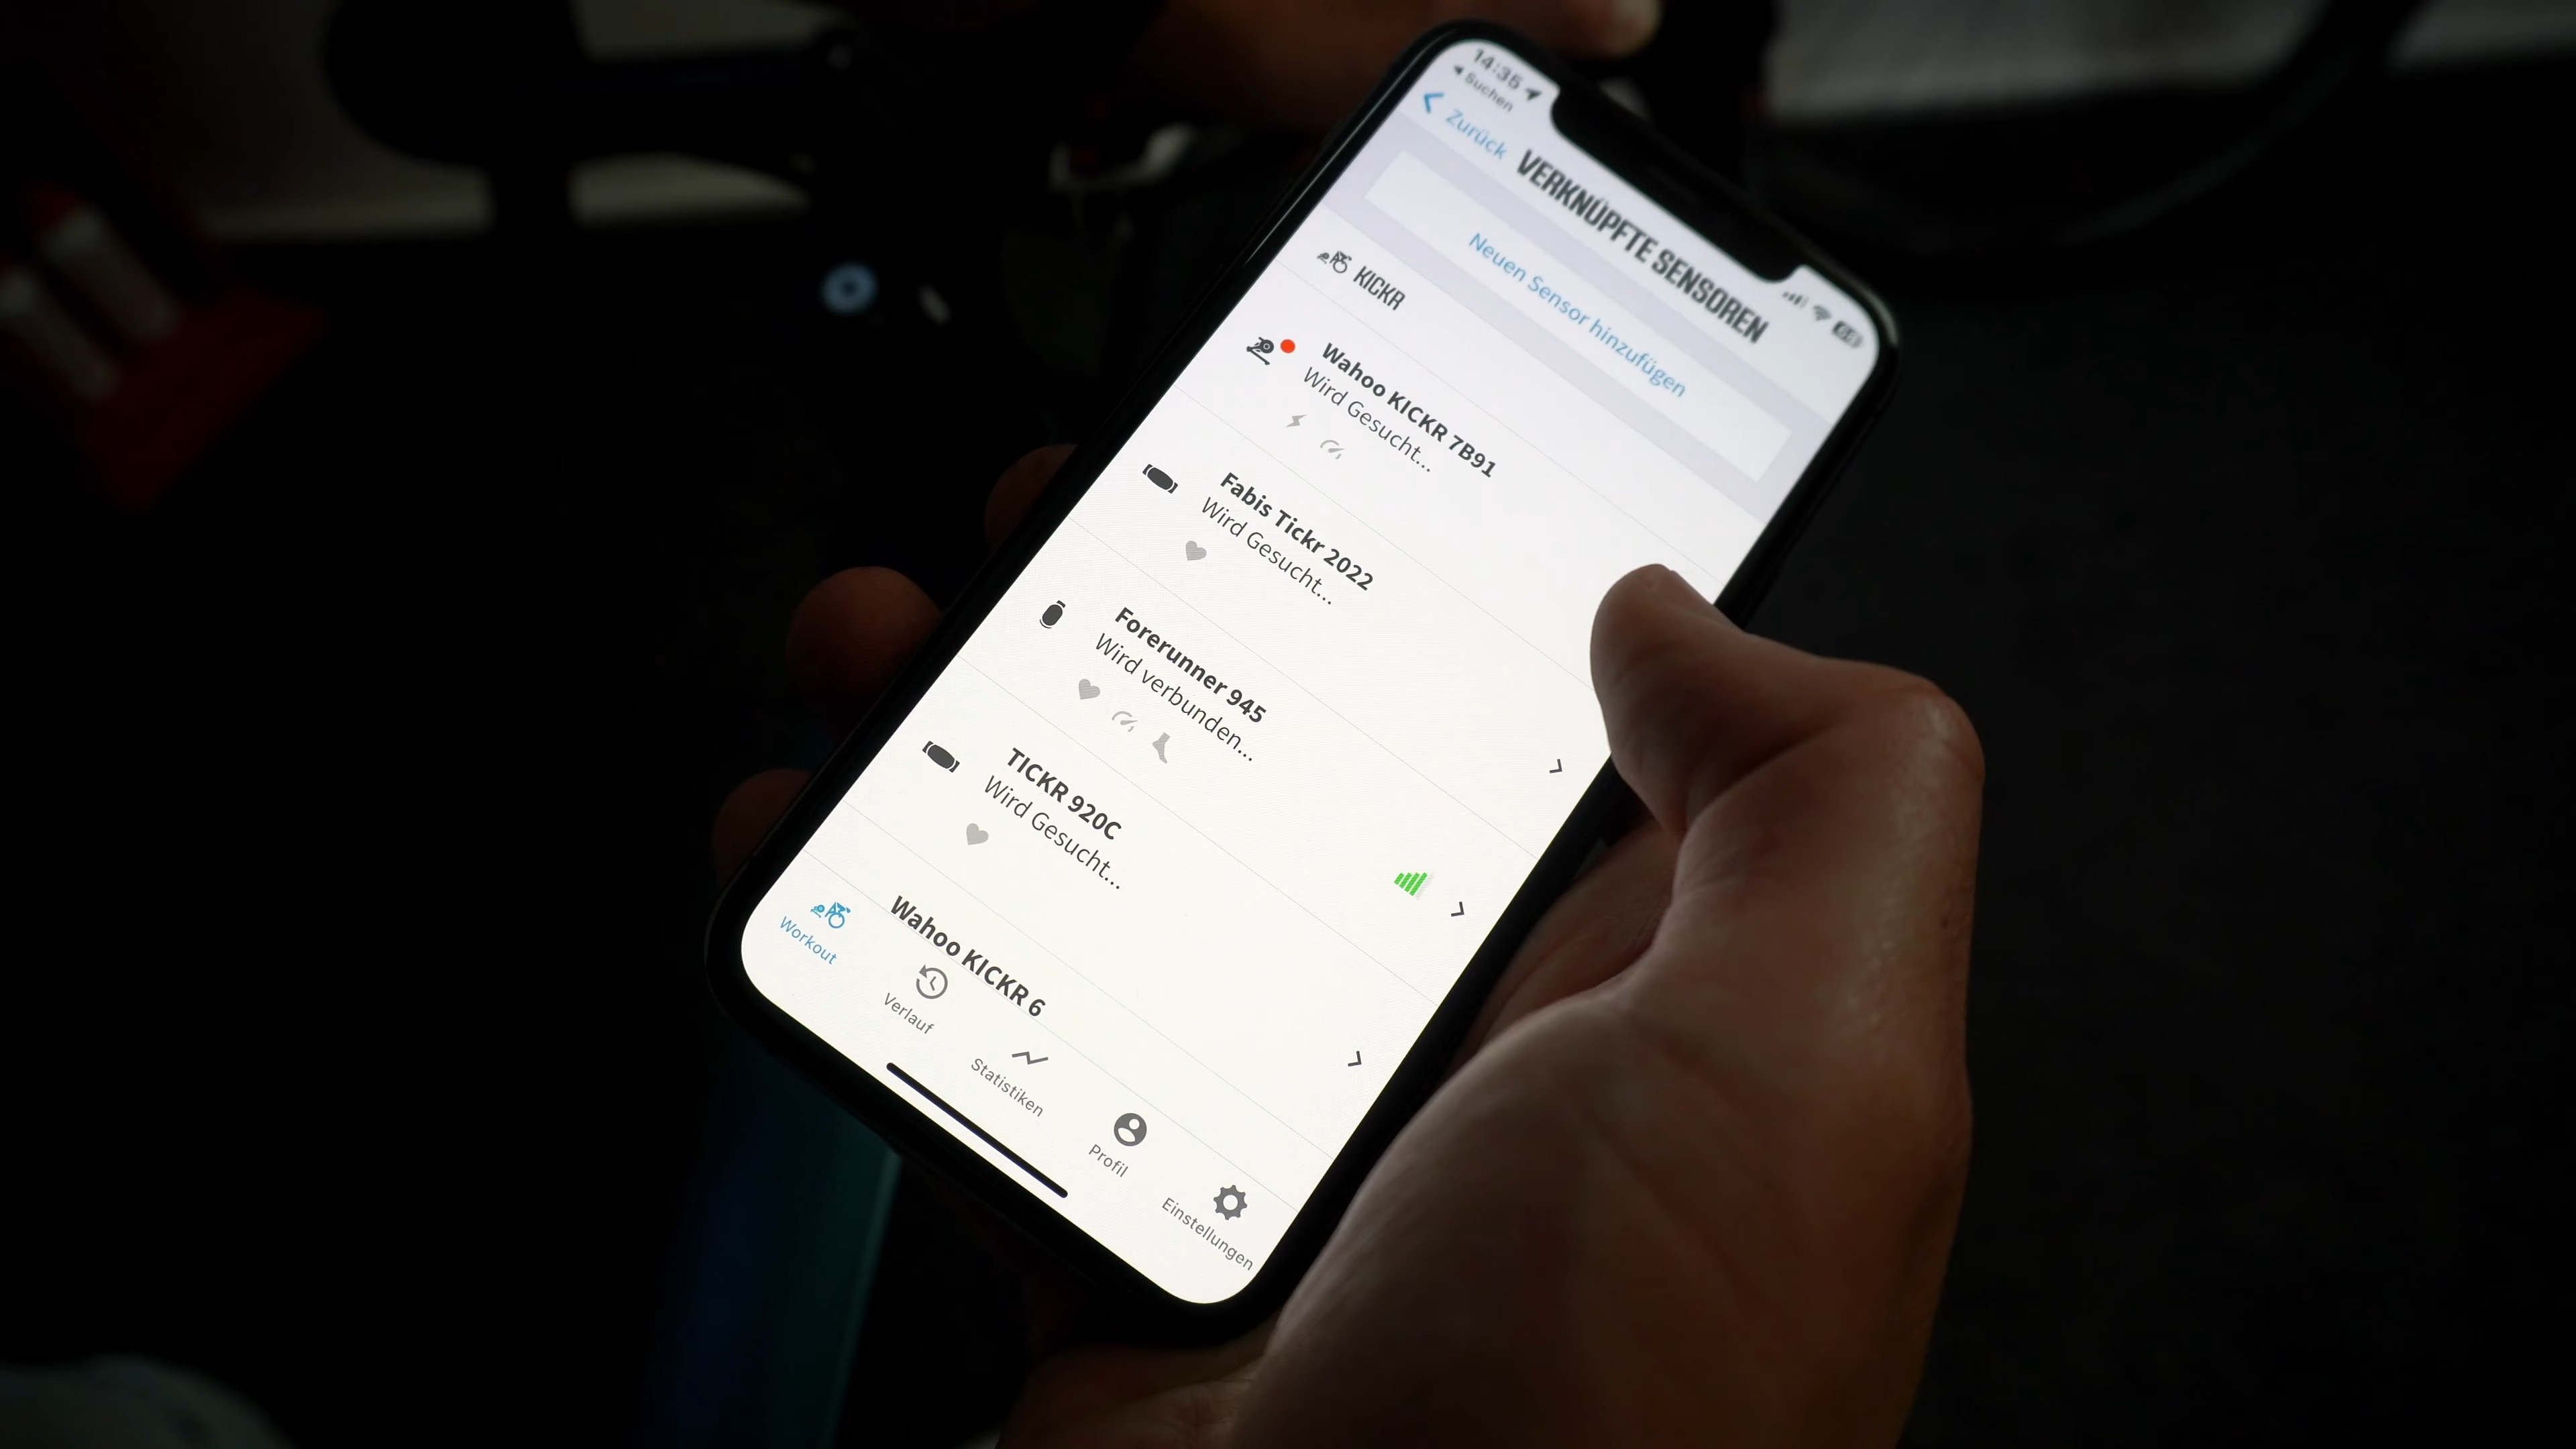 14:35
Suchen
Zurück
VERKNÜPFTE SENSOREN
Neuen Sensor hinzufügen
KICKR
Wahoo KICKR 7B91
Wird Gesucht...
Fabis Tickr 2022
Wird Gesucht...
Forerunner 945
Wird verbunden...
TICKR 920C
Wird Gesucht...
Wahoo KICKR 6
Workout
Verlauf
Statistiken
Profil
Einstellungen